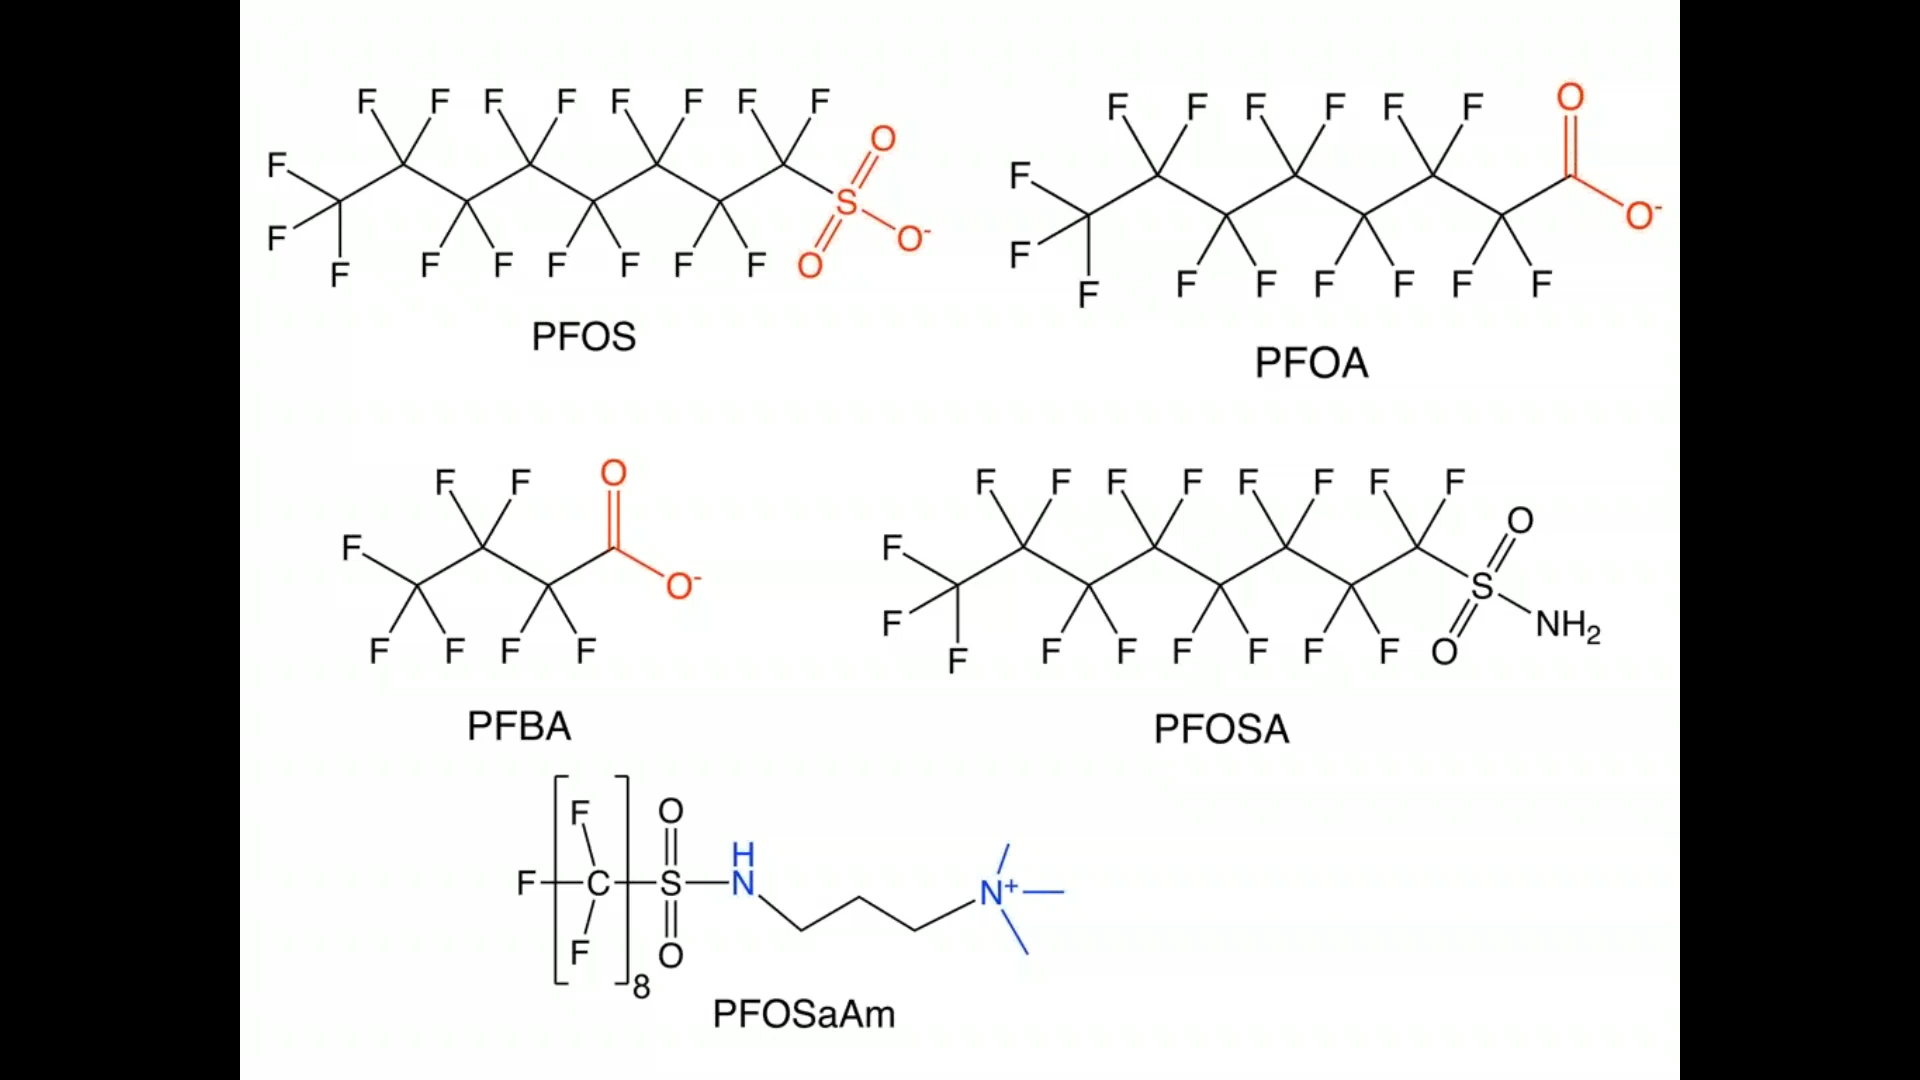 F F F F F F F F
F
O
S
F
O-
F F F F F F F O
F
PFOS
O
F F F F F F
F
O-
F
F F F F F F
F
PFOA
O
F F
F
O-
F F F F
PFBA
F F F F F F F F
O
F
S
F
NH2
F F F F F F O
F
PFOSA
F O
H
F C S N N+
F O
8
PFOSaAm